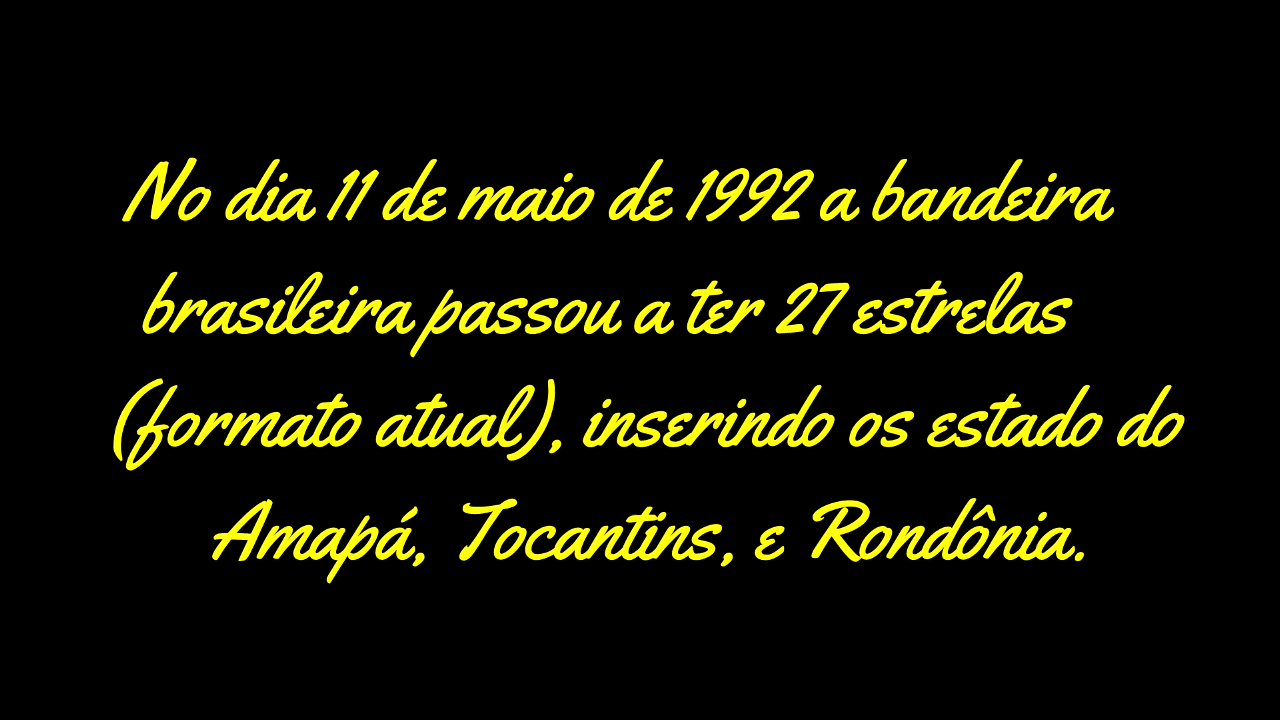 No dia 11 de maio de 1992 a bandeira
brasileira passou a ter 27 estrelas
(formato atual), inserindo os estado do
Amapá, Tocantins, e Rondônia.